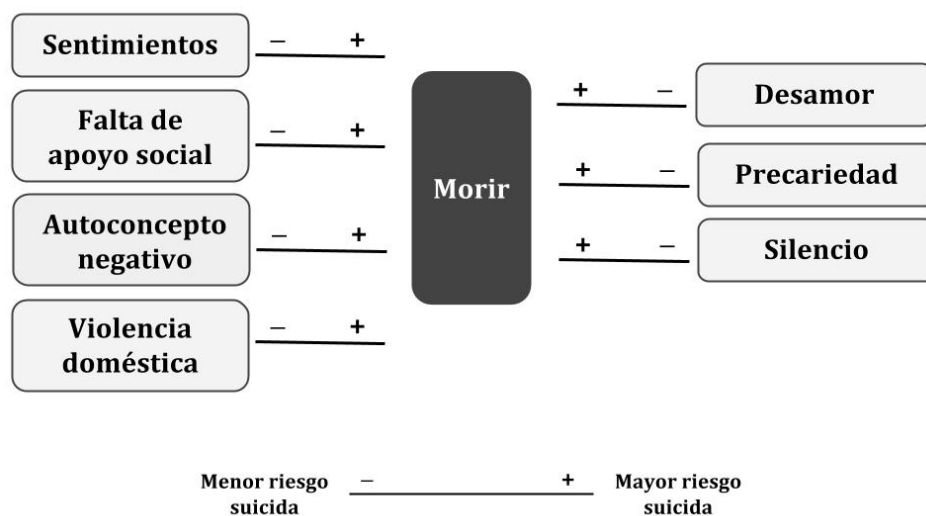 Sentimientos
− +
Falta de
apoyo social
− +
Autoconcepto
negativo
− +
Violencia
doméstica
− +
Morir
+ − Desamor
+ − Precariedad
+ − Silencio
Menor riesgo
suicida
− +
Mayor riesgo
suicida